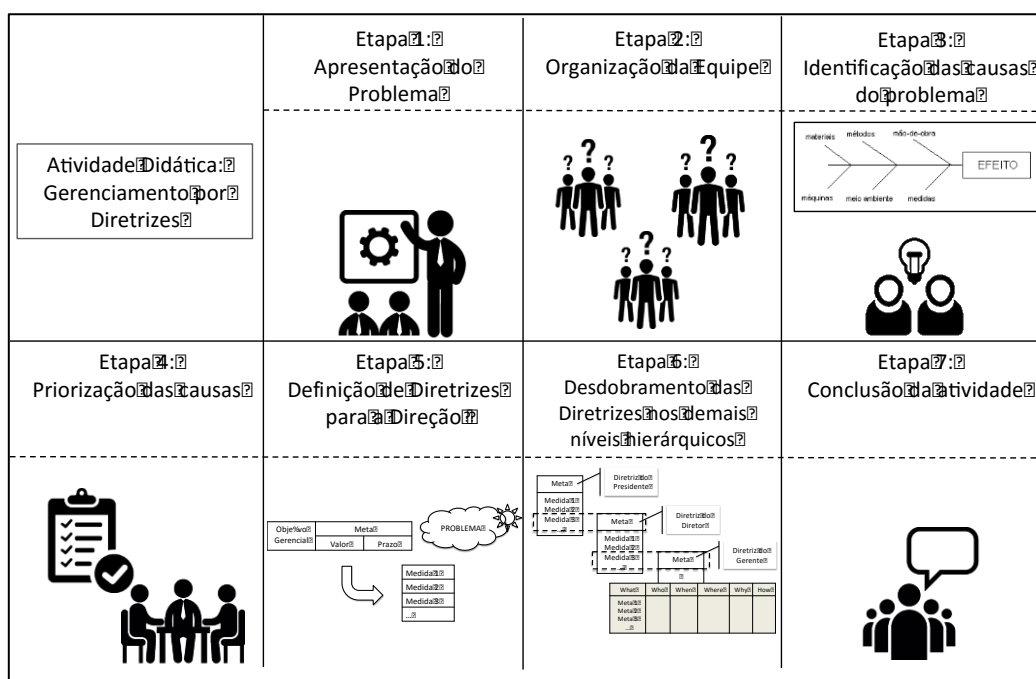 Atividade Didática:
Gerenciamento por
Diretrizes
Etapa 1:
Apresentação do
Problema
Etapa 2:
Organização da Equipe
? ? ?
? ? ?
? ? ?
Etapa 3:
Identificação das causas
do problema
materiais métodos mão-de-obra
EFEITO
máquinas meio ambiente medidas
Etapa 4:
Priorização das causas
Etapa 5:
Definição de Diretrizes
para a Direção
Obje%vo
Gerencial
Meta
Valor Prazo
PROBLEMA
Medida 1
Medida 2
Medida 3
...
Etapa 6:
Desdobramento das
Diretrizes nos demais
níveis hierárquicos
Meta
Diretriz do
Presidente
Medida 1
Medida 2
Medida 3
...
Meta
Diretriz do
Diretor
Medida 1
Medida 2
Medida 3
...
Meta
Diretriz do
Gerente
What Who When Where Why How
Meta 1
Meta 2
Meta 3
...
Etapa 7:
Conclusão da atividade